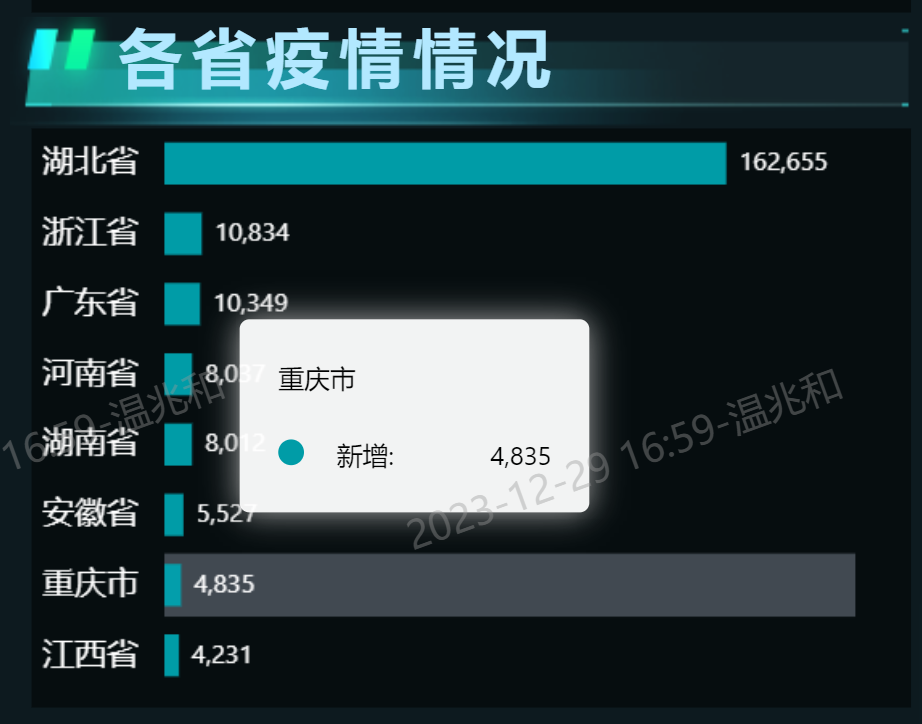 各省疫情情况
湖北省 162,655
浙江省 10,834
广东省 10,349
河南省 8,037
湖南省 8,012
安徽省 5,527
重庆市 4,835
江西省 4,231
重庆市
新增: 4,835
16:59-温兆和
2023-12-29 16:59-温兆和